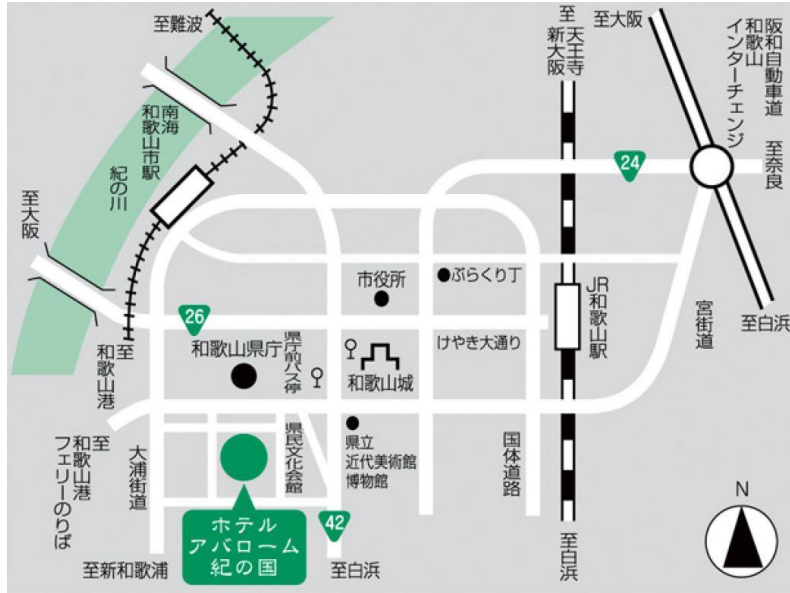 至難波
南海
和歌山市駅
紀の川
至大阪
至
和歌山港
至
和歌山港
フェリーのりば
大浦街道
至新和歌浦
26
和歌山県庁
県庁前バス停
市役所
和歌山城
ぶらくり丁
けやき大通り
県民文化会館
県立
近代美術館
博物館
ホテル
アバローム
紀の国
42
至白浜
国体道路
至
天王寺
新大阪
JR和歌山駅
至白浜
24
至大阪
阪和自動車道
和歌山
インターチェンジ
至奈良
宮街道
至白浜
N